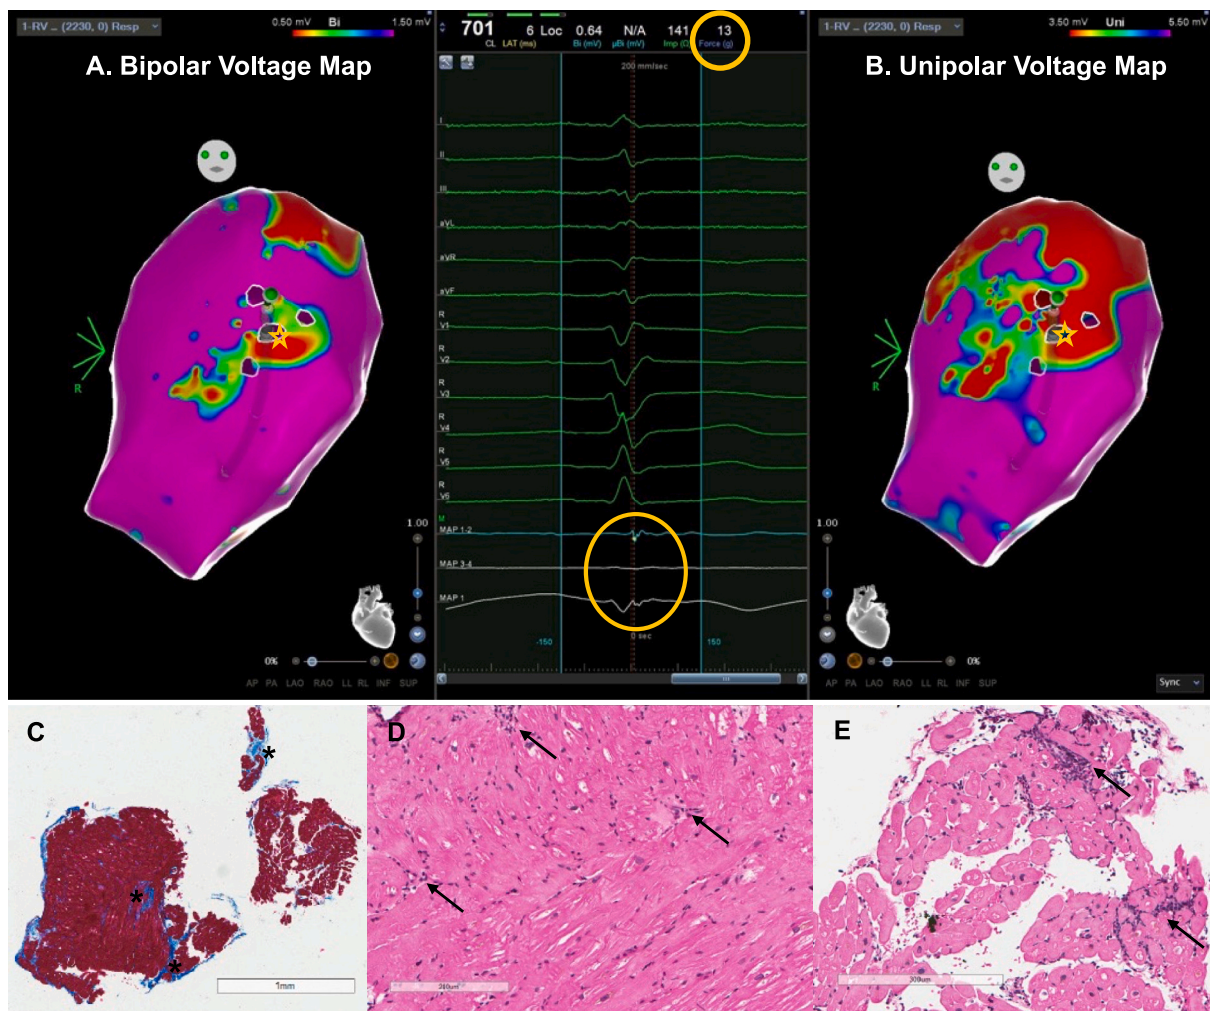 1-RV _ (2230, 0) Resp
0.50 mV Bi 1.50 mV
A. Bipolar Voltage Map
R
1.00
0%
AP PA LAO RAO LL RL INF SUP
701 6 Loc 0.64 N/A 141 13
CL LAT (ms) Bi (mV) µBi (mV) Imp (Ω) Force (g)
200 mm/sec
I
II
III
aVL
aVR
aVF
R
V1
R
V2
R
V3
R
V4
R
V5
R
V6
M
MAP 1-2
MAP 3-4
MAP 1
0 sec
-150 150
1-RV _ (2230, 0) Resp
3.50 mV Uni 5.50 mV
B. Unipolar Voltage Map
R
1.00
0%
AP PA LAO RAO LL RL INF SUP
Sync
C
*
*
*
1mm
D
E
300um